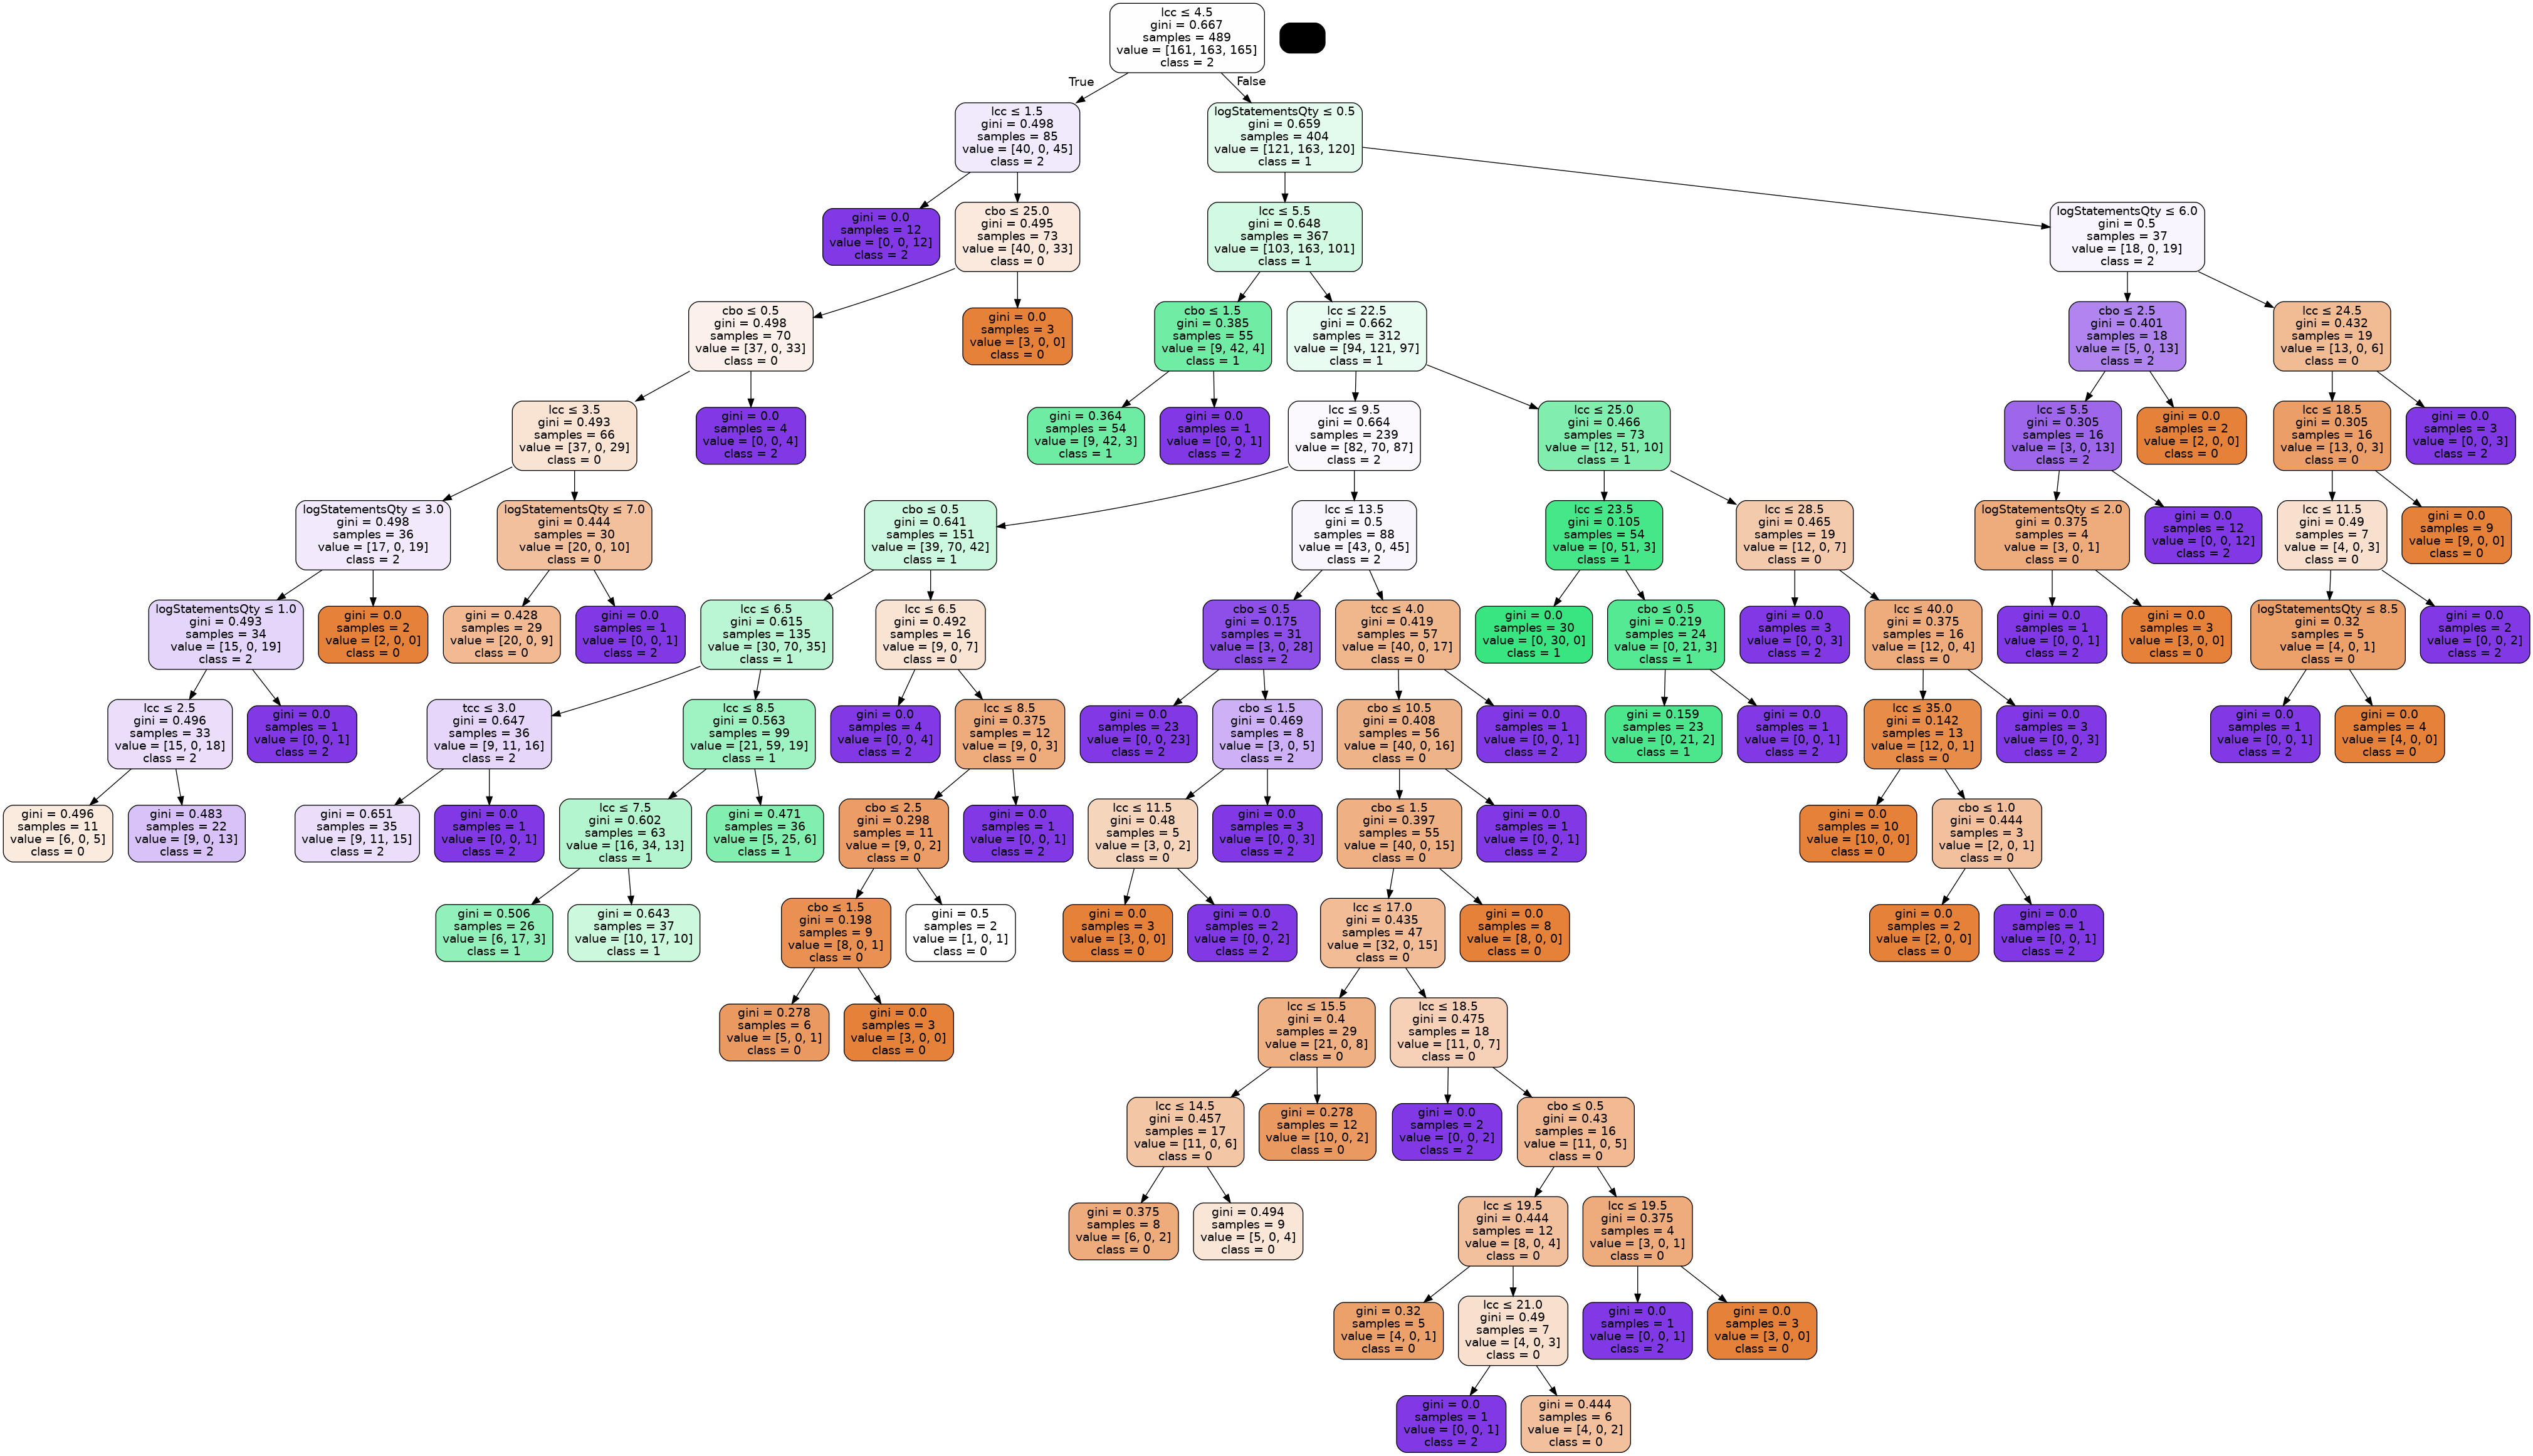 lcc ≤ 4.5
gini = 0.667
samples = 489
value = [161, 163, 165]
class = 2
True
False
lcc ≤ 1.5
gini = 0.498
samples = 85
value = [40, 0, 45]
class = 2
logStatementsQty ≤ 0.5
gini = 0.659
samples = 404
value = [121, 163, 120]
class = 1
gini = 0.0
samples = 12
value = [0, 0, 12]
class = 2
cbo ≤ 25.0
gini = 0.495
samples = 73
value = [40, 0, 33]
class = 0
lcc ≤ 5.5
gini = 0.648
samples = 367
value = [103, 163, 101]
class = 1
logStatementsQty ≤ 6.0
gini = 0.5
samples = 37
value = [18, 0, 19]
class = 2
cbo ≤ 0.5
gini = 0.498
samples = 70
value = [37, 0, 33]
class = 0
gini = 0.0
samples = 3
value = [3, 0, 0]
class = 0
cbo ≤ 1.5
gini = 0.385
samples = 55
value = [9, 42, 4]
class = 1
lcc ≤ 22.5
gini = 0.662
samples = 312
value = [94, 121, 97]
class = 1
cbo ≤ 2.5
gini = 0.401
samples = 18
value = [5, 0, 13]
class = 2
lcc ≤ 24.5
gini = 0.432
samples = 19
value = [13, 0, 6]
class = 0
lcc ≤ 3.5
gini = 0.493
samples = 66
value = [37, 0, 29]
class = 0
gini = 0.0
samples = 4
value = [0, 0, 4]
class = 2
gini = 0.364
samples = 54
value = [9, 42, 3]
class = 1
gini = 0.0
samples = 1
value = [0, 0, 1]
class = 2
lcc ≤ 9.5
gini = 0.664
samples = 239
value = [82, 70, 87]
class = 2
lcc ≤ 25.0
gini = 0.466
samples = 73
value = [12, 51, 10]
class = 1
lcc ≤ 5.5
gini = 0.305
samples = 16
value = [3, 0, 13]
class = 2
gini = 0.0
samples = 2
value = [2, 0, 0]
class = 0
lcc ≤ 18.5
gini = 0.305
samples = 16
value = [13, 0, 3]
class = 0
gini = 0.0
samples = 3
value = [0, 0, 3]
class = 2
logStatementsQty ≤ 3.0
gini = 0.498
samples = 36
value = [17, 0, 19]
class = 2
logStatementsQty ≤ 7.0
gini = 0.444
samples = 30
value = [20, 0, 10]
class = 0
cbo ≤ 0.5
gini = 0.641
samples = 151
value = [39, 70, 42]
class = 1
lcc ≤ 13.5
gini = 0.5
samples = 88
value = [43, 0, 45]
class = 2
lcc ≤ 23.5
gini = 0.105
samples = 54
value = [0, 51, 3]
class = 1
lcc ≤ 28.5
gini = 0.465
samples = 19
value = [12, 0, 7]
class = 0
logStatementsQty ≤ 2.0
gini = 0.375
samples = 4
value = [3, 0, 1]
class = 0
gini = 0.0
samples = 12
value = [0, 0, 12]
class = 2
lcc ≤ 11.5
gini = 0.49
samples = 7
value = [4, 0, 3]
class = 0
gini = 0.0
samples = 9
value = [9, 0, 0]
class = 0
logStatementsQty ≤ 1.0
gini = 0.493
samples = 34
value = [15, 0, 19]
class = 2
gini = 0.0
samples = 2
value = [2, 0, 0]
class = 0
gini = 0.428
samples = 29
value = [20, 0, 9]
class = 0
gini = 0.0
samples = 1
value = [0, 0, 1]
class = 2
lcc ≤ 6.5
gini = 0.615
samples = 135
value = [30, 70, 35]
class = 1
lcc ≤ 6.5
gini = 0.492
samples = 16
value = [9, 0, 7]
class = 0
cbo ≤ 0.5
gini = 0.175
samples = 31
value = [3, 0, 28]
class = 2
tcc ≤ 4.0
gini = 0.419
samples = 57
value = [40, 0, 17]
class = 0
gini = 0.0
samples = 30
value = [0, 30, 0]
class = 1
cbo ≤ 0.5
gini = 0.219
samples = 24
value = [0, 21, 3]
class = 1
gini = 0.0
samples = 3
value = [0, 0, 3]
class = 2
lcc ≤ 40.0
gini = 0.375
samples = 16
value = [12, 0, 4]
class = 0
gini = 0.0
samples = 1
value = [0, 0, 1]
class = 2
gini = 0.0
samples = 3
value = [3, 0, 0]
class = 0
logStatementsQty ≤ 8.5
gini = 0.32
samples = 5
value = [4, 0, 1]
class = 0
gini = 0.0
samples = 2
value = [0, 0, 2]
class = 2
lcc ≤ 2.5
gini = 0.496
samples = 33
value = [15, 0, 18]
class = 2
gini = 0.0
samples = 1
value = [0, 0, 1]
class = 2
tcc ≤ 3.0
gini = 0.647
samples = 36
value = [9, 11, 16]
class = 2
lcc ≤ 8.5
gini = 0.563
samples = 99
value = [21, 59, 19]
class = 1
gini = 0.0
samples = 4
value = [0, 0, 4]
class = 2
lcc ≤ 8.5
gini = 0.375
samples = 12
value = [9, 0, 3]
class = 0
gini = 0.0
samples = 23
value = [0, 0, 23]
class = 2
cbo ≤ 1.5
gini = 0.469
samples = 8
value = [3, 0, 5]
class = 2
cbo ≤ 10.5
gini = 0.408
samples = 56
value = [40, 0, 16]
class = 0
gini = 0.0
samples = 1
value = [0, 0, 1]
class = 2
gini = 0.159
samples = 23
value = [0, 21, 2]
class = 1
gini = 0.0
samples = 1
value = [0, 0, 1]
class = 2
lcc ≤ 35.0
gini = 0.142
samples = 13
value = [12, 0, 1]
class = 0
gini = 0.0
samples = 3
value = [0, 0, 3]
class = 2
gini = 0.0
samples = 1
value = [0, 0, 1]
class = 2
gini = 0.0
samples = 4
value = [4, 0, 0]
class = 0
gini = 0.496
samples = 11
value = [6, 0, 5]
class = 0
gini = 0.483
samples = 22
value = [9, 0, 13]
class = 2
gini = 0.651
samples = 35
value = [9, 11, 15]
class = 2
gini = 0.0
samples = 1
value = [0, 0, 1]
class = 2
lcc ≤ 7.5
gini = 0.602
samples = 63
value = [16, 34, 13]
class = 1
gini = 0.471
samples = 36
value = [5, 25, 6]
class = 1
cbo ≤ 2.5
gini = 0.298
samples = 11
value = [9, 0, 2]
class = 0
gini = 0.0
samples = 1
value = [0, 0, 1]
class = 2
lcc ≤ 11.5
gini = 0.48
samples = 5
value = [3, 0, 2]
class = 0
gini = 0.0
samples = 3
value = [0, 0, 3]
class = 2
cbo ≤ 1.5
gini = 0.397
samples = 55
value = [40, 0, 15]
class = 0
gini = 0.0
samples = 1
value = [0, 0, 1]
class = 2
gini = 0.0
samples = 10
value = [10, 0, 0]
class = 0
cbo ≤ 1.0
gini = 0.444
samples = 3
value = [2, 0, 1]
class = 0
gini = 0.506
samples = 26
value = [6, 17, 3]
class = 1
gini = 0.643
samples = 37
value = [10, 17, 10]
class = 1
cbo ≤ 1.5
gini = 0.198
samples = 9
value = [8, 0, 1]
class = 0
gini = 0.5
samples = 2
value = [1, 0, 1]
class = 0
gini = 0.0
samples = 3
value = [3, 0, 0]
class = 0
gini = 0.0
samples = 2
value = [0, 0, 2]
class = 2
lcc ≤ 17.0
gini = 0.435
samples = 47
value = [32, 0, 15]
class = 0
gini = 0.0
samples = 8
value = [8, 0, 0]
class = 0
gini = 0.0
samples = 2
value = [2, 0, 0]
class = 0
gini = 0.0
samples = 1
value = [0, 0, 1]
class = 2
gini = 0.278
samples = 6
value = [5, 0, 1]
class = 0
gini = 0.0
samples = 3
value = [3, 0, 0]
class = 0
lcc ≤ 15.5
gini = 0.4
samples = 29
value = [21, 0, 8]
class = 0
lcc ≤ 18.5
gini = 0.475
samples = 18
value = [11, 0, 7]
class = 0
lcc ≤ 14.5
gini = 0.457
samples = 17
value = [11, 0, 6]
class = 0
gini = 0.278
samples = 12
value = [10, 0, 2]
class = 0
gini = 0.0
samples = 2
value = [0, 0, 2]
class = 2
cbo ≤ 0.5
gini = 0.43
samples = 16
value = [11, 0, 5]
class = 0
gini = 0.375
samples = 8
value = [6, 0, 2]
class = 0
gini = 0.494
samples = 9
value = [5, 0, 4]
class = 0
lcc ≤ 19.5
gini = 0.444
samples = 12
value = [8, 0, 4]
class = 0
lcc ≤ 19.5
gini = 0.375
samples = 4
value = [3, 0, 1]
class = 0
gini = 0.32
samples = 5
value = [4, 0, 1]
class = 0
lcc ≤ 21.0
gini = 0.49
samples = 7
value = [4, 0, 3]
class = 0
gini = 0.0
samples = 1
value = [0, 0, 1]
class = 2
gini = 0.0
samples = 3
value = [3, 0, 0]
class = 0
gini = 0.0
samples = 1
value = [0, 0, 1]
class = 2
gini = 0.444
samples = 6
value = [4, 0, 2]
class = 0